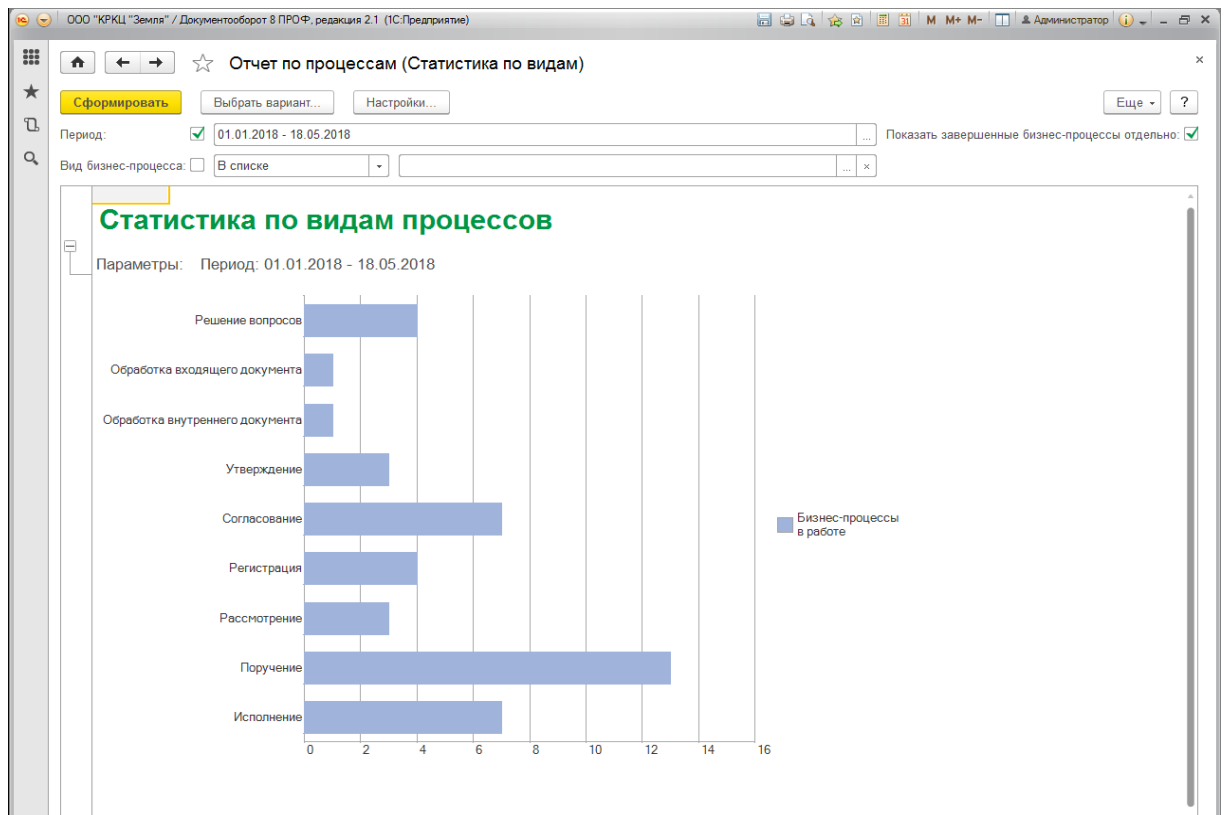 1С ООО "КРКЦ "Земля" / Документооборот 8 ПРОФ, редакция 2.1 (1С:Предприятие) 31 M M+ M- Администратор i
Отчет по процессам (Статистика по видам)
Сформировать Выбрать вариант... Настройки... Еще ?
Период: 01.01.2018 - 18.05.2018 ... Показать завершенные бизнес-процессы отдельно:
Вид бизнес-процесса: В списке ... ×
Статистика по видам процессов
Параметры: Период: 01.01.2018 - 18.05.2018
Решение вопросов
Обработка входящего документа
Обработка внутреннего документа
Утверждение
Согласование
Бизнес-процессы
в работе
Регистрация
Рассмотрение
Поручение
Исполнение
0 2 4 6 8 10 12 14 16